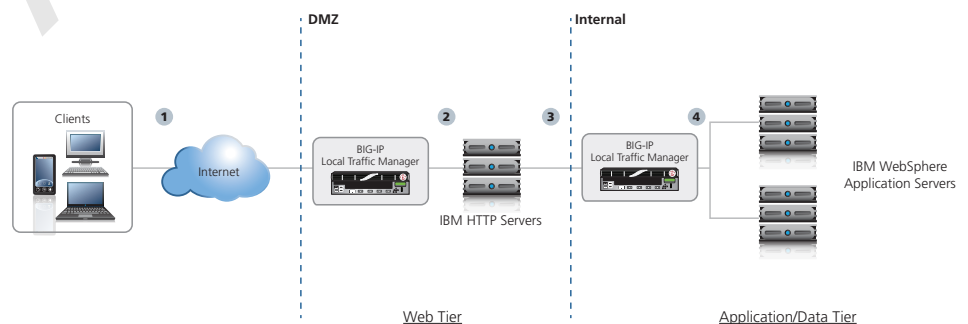 DMZ
Internal
Clients
1
2
3
4
BIG-IP
Local Traffic Manager
BIG-IP
Local Traffic Manager
Internet
IBM WebSphere
Application Servers
IBM HTTP Servers
Web Tier
Application/Data Tier